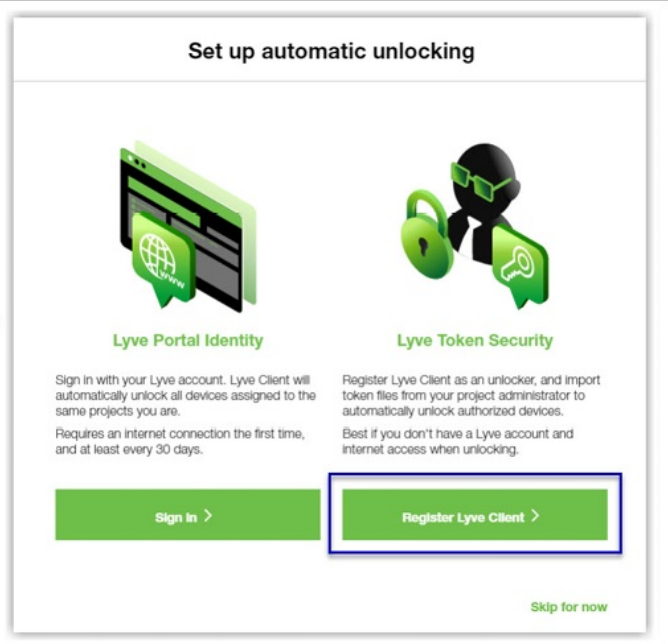 Set up automatic unlocking
www
Lyve Portal Identity
Sign in with your Lyve account. Lyve Client will
automatically unlock all devices assigned to the
same projects you are.
Requires an internet connection the first time,
and at least every 30 days.
Sign in >
Lyve Token Security
Register Lyve Client as an unlocker, and import
token files from your project administrator to
automatically unlock authorized devices.
Best if you don't have a Lyve account and
internet access when unlocking.
Register Lyve Client >
Skip for now